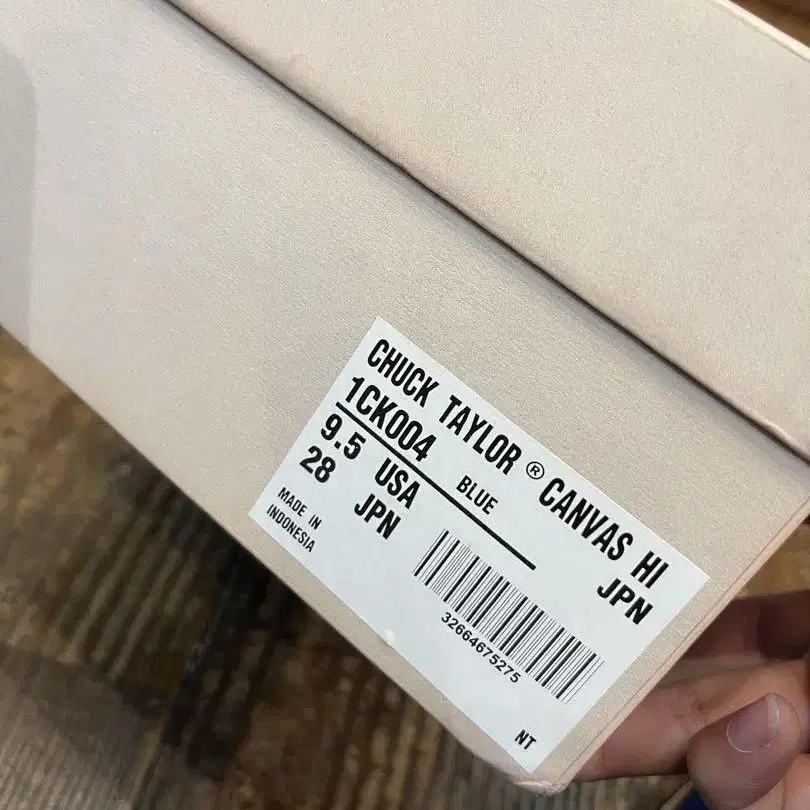 CHUCK TAYLOR ® CANVAS HI
1CK004 BLUE JPN
9.5 USA
28 JPN
MADE IN
INDONESIA
32664675275
NT